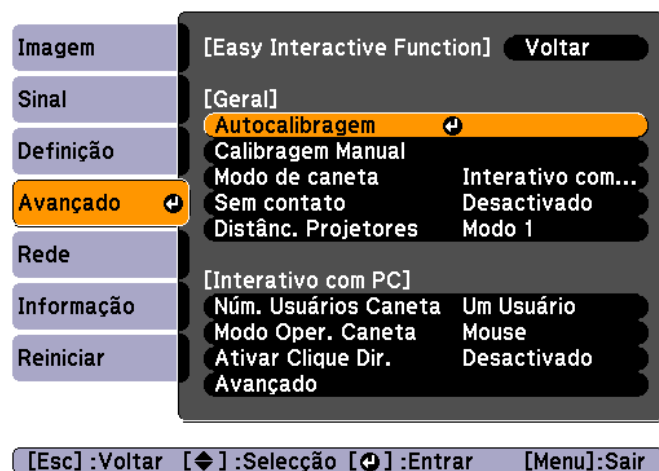 Imagem
Sinal
Definição
Avançado
Rede
Informação
Reiniciar
[Easy Interactive Function] Voltar
[Geral]
Autocalibragem
Calibragem Manual
Modo de caneta Interativo com...
Sem contato Desactivado
Distânc. Projetores Modo 1
[Interativo com PC]
Núm. Usuários Caneta Um Usuário
Modo Oper. Caneta Mouse
Ativar Clique Dir. Desactivado
Avançado
[Esc] :Voltar [◆] :Selecção [⏎] :Entrar [Menu]:Sair